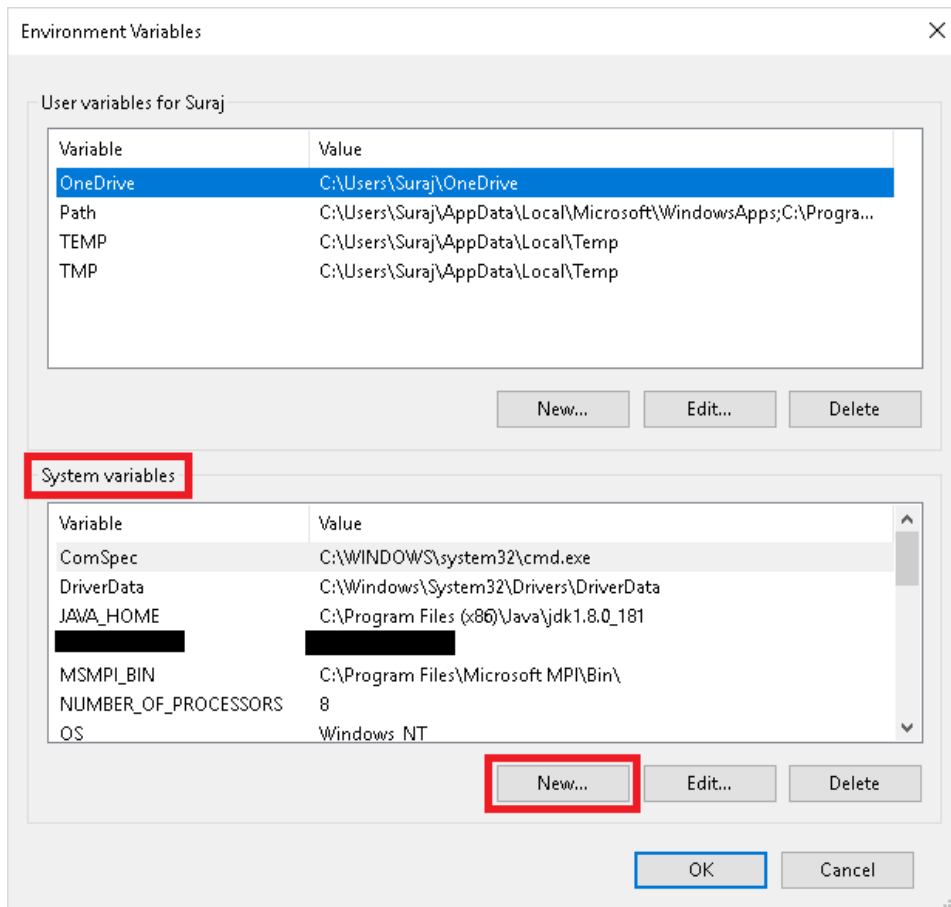 Environment Variables
User variables for Suraj
Variable Value
OneDrive C:\Users\Suraj\OneDrive
Path C:\Users\Suraj\AppData\Local\Microsoft\WindowsApps;C:\Progra...
TEMP C:\Users\Suraj\AppData\Local\Temp
TMP C:\Users\Suraj\AppData\Local\Temp
New... Edit... Delete
System variables
Variable Value
ComSpec C:\WINDOWS\system32\cmd.exe
DriverData C:\Windows\System32\Drivers\DriverData
JAVA_HOME C:\Program Files (x86)\Java\jdk1.8.0_181
MSMPI_BIN C:\Program Files\Microsoft MPI\Bin\
NUMBER_OF_PROCESSORS 8
OS Windows_NT
New... Edit... Delete
OK Cancel